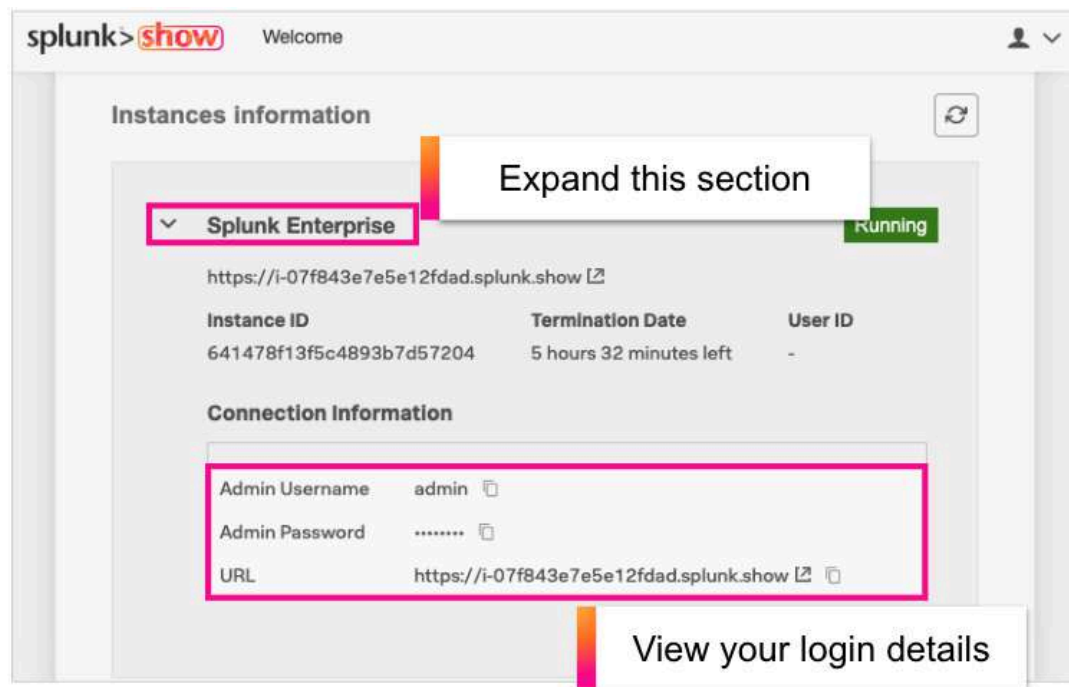 splunk>show Welcome
Instances information
Expand this section
Splunk Enterprise
Running
https://i-07f843e7e5e12fdad.splunk.show
Instance ID Termination Date User ID
641478f13f5c4893b7d57204 5 hours 32 minutes left -
Connection Information
Admin Username admin
Admin Password ········
URL https://i-07f843e7e5e12fdad.splunk.show
View your login details